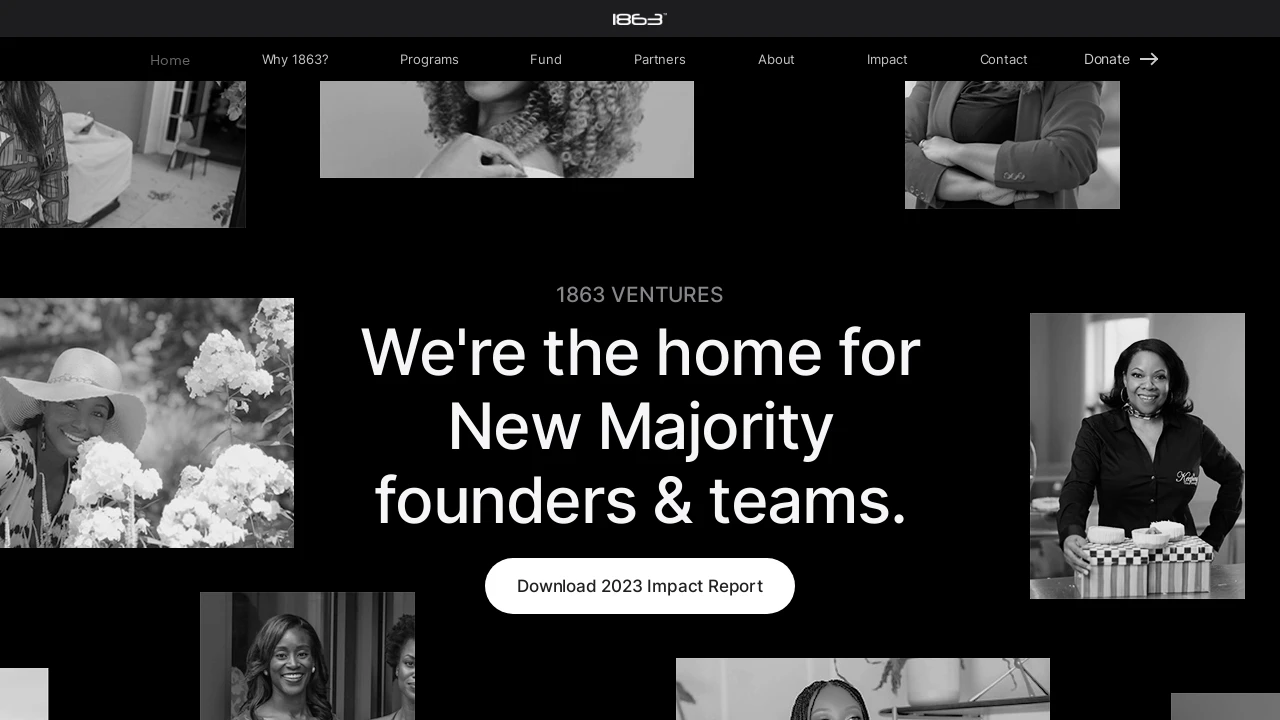 1863™
Home Why 1863? Programs Fund Partners About Impact Contact Donate
1863 VENTURES
We're the home for
New Majority
founders & teams.
Download 2023 Impact Report